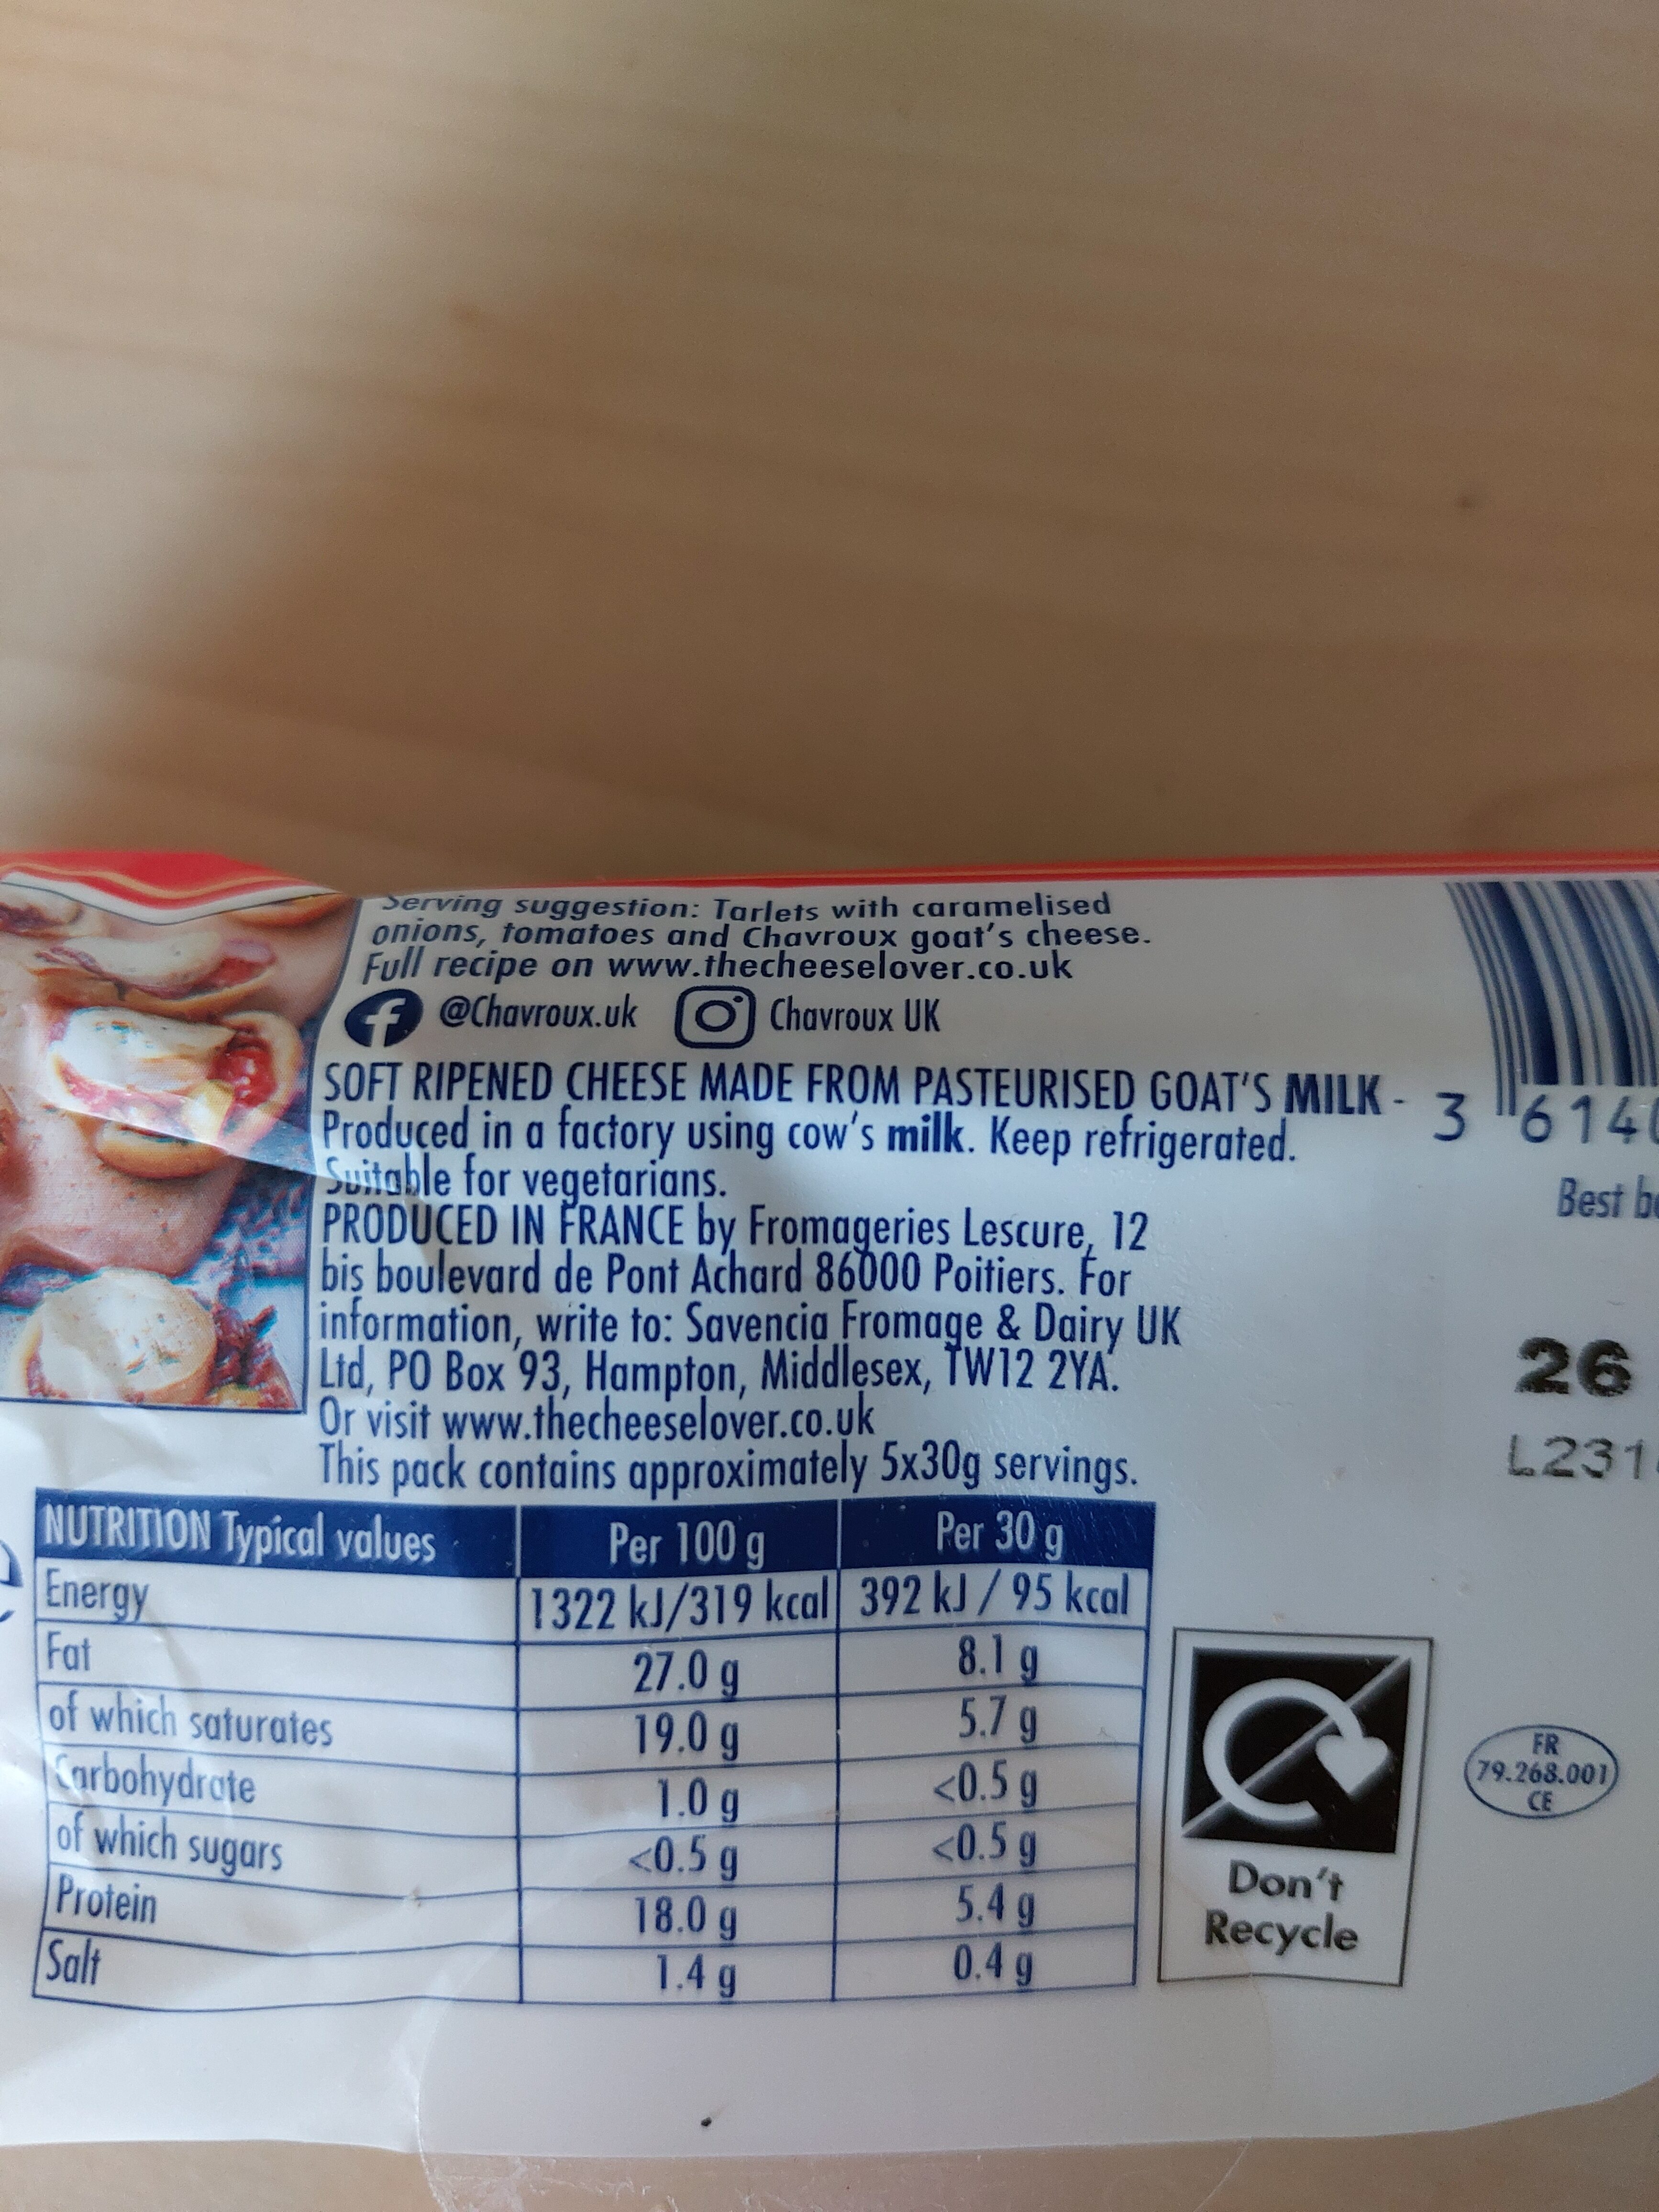 Serving suggestion: Tarlets with caramelised
onions, tomatoes and Chavroux goat's cheese.
Full recipe on www.thecheeselover.co.uk
@Chavroux.uk Chavroux UK
SOFT RIPENED CHEESE MADE FROM PASTEURISED GOAT'S MILK -
Produced in a factory using cow's milk. Keep refrigerated.
Suitable for vegetarians.
PRODUCED IN FRANCE by Fromageries Lescure, 12
bis boulevard de Pont Achard 86000 Poitiers. For
information, write to: Savencia Fromage & Dairy UK
Ltd, PO Box 93, Hampton, Middlesex, TW12 2YA.
Or visit www.thecheeselover.co.uk
This pack contains approximately 5x30g servings.
3 614
Best
26
L231
NUTRITION Typical values Per 100 g Per 30 g
Energy 1322 kJ/319 kcal 392 kJ / 95 kcal
Fat 27.0 g 8.1 g
of which saturates 19.0 g 5.7 g
Carbohydrate 1.0 g <0.5 g
of which sugars <0.5 g <0.5 g
Protein 18.0 g 5.4 g
Salt 1.4 g 0.4 g
Don't
Recycle
FR
79.268.001
CE